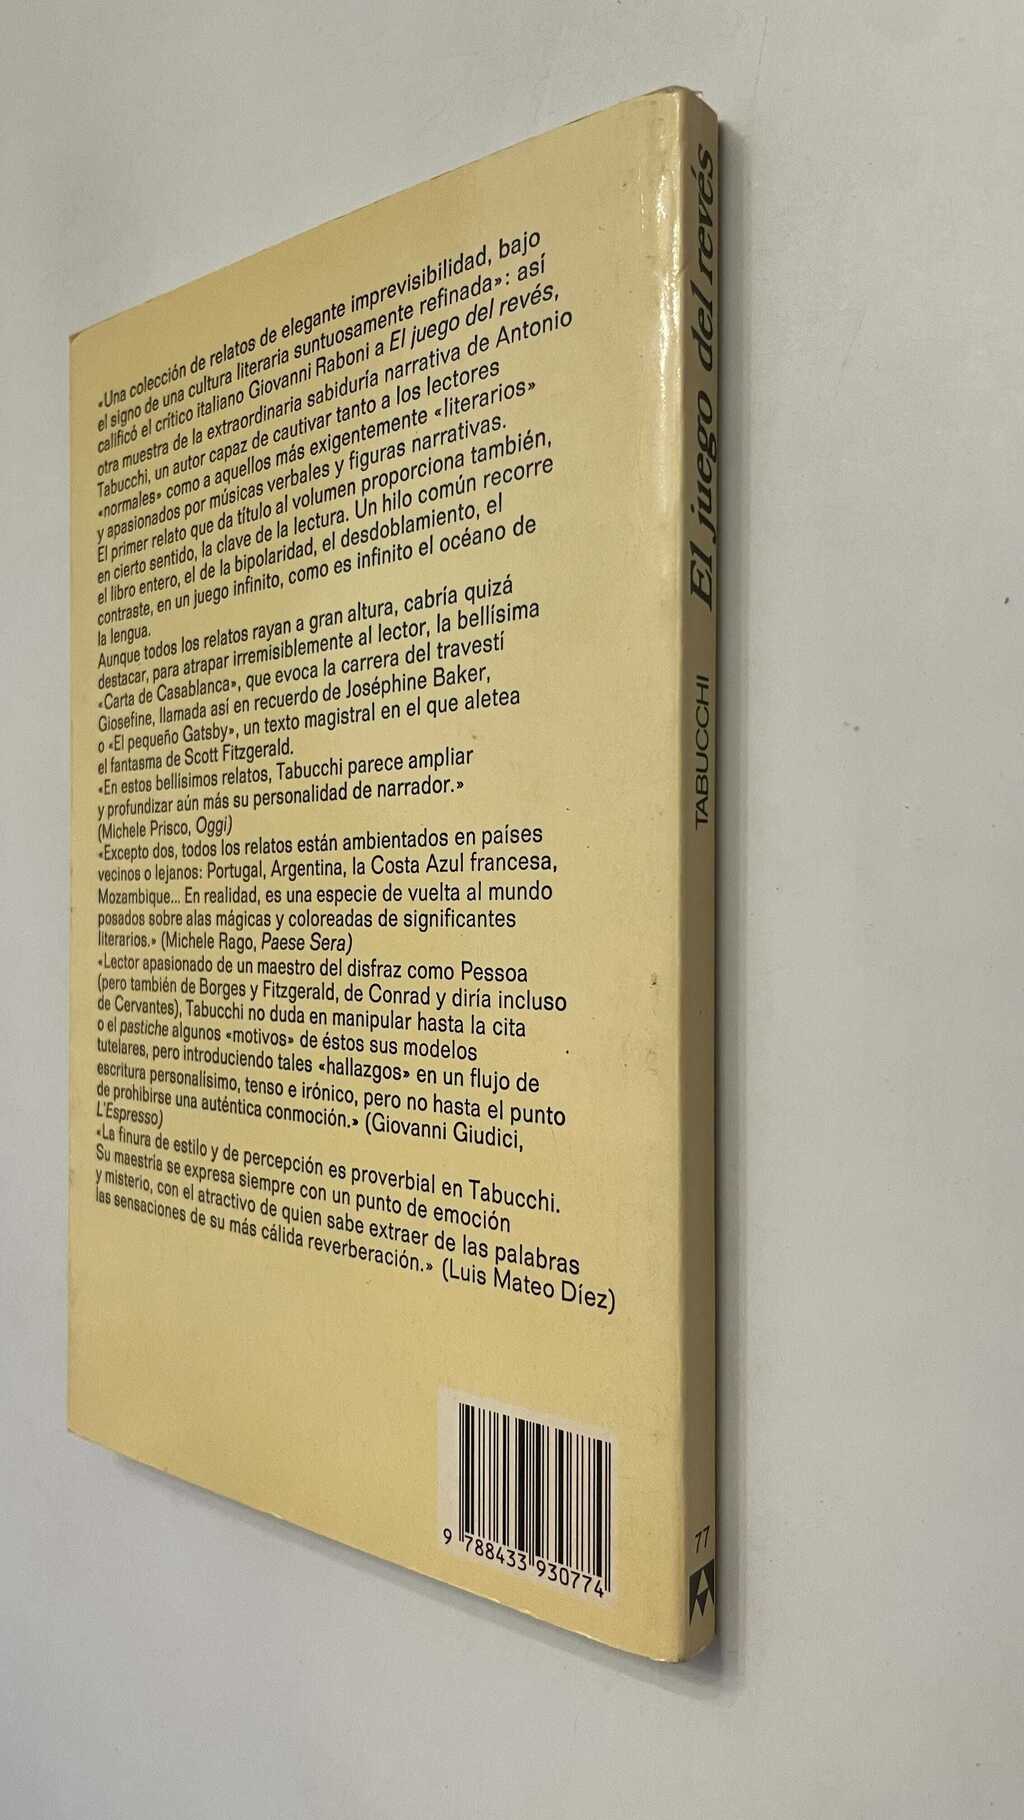 «Una colección de relatos de elegante imprevisibilidad, bajo
el signo de una cultura literaria suntuosamente refinada»: así
calificó el crítico italiano Giovanni Raboni a El juego del revés,
otra muestra de la extraordinaria sabiduría narrativa de Antonio
Tabucchi, un autor capaz de cautivar tanto a los lectores
«normales» como a aquellos más exigentemente «literarios»
y apasionados por músicas verbales y figuras narrativas.
El primer relato que da título al volumen proporciona también,
en cierto sentido, la clave de la lectura. Un hilo común recorre
el libro entero, el de la bipolaridad, el desdoblamiento, el
contraste, en un juego infinito, como es infinito el océano de
la lengua.
Aunque todos los relatos rayan a gran altura, cabría quizá
destacar, para atrapar irremisiblemente al lector, la bellísima
«Carta de Casablanca», que evoca la carrera del travestí
Giosefine, llamada así en recuerdo de Joséphine Baker,
o «El pequeño Gatsby», un texto magistral en el que aletea
el fantasma de Scott Fitzgerald.
«En estos bellísimos relatos, Tabucchi parece ampliar
y profundizar aún más su personalidad de narrador.»
(Michele Prisco, Oggi)
«Excepto dos, todos los relatos están ambientados en países
vecinos o lejanos: Portugal, Argentina, la Costa Azul francesa,
Mozambique... En realidad, es una especie de vuelta al mundo
posados sobre alas mágicas y coloreadas de significantes
literarios.» (Michele Rago, Paese Sera)
«Lector apasionado de un maestro del disfraz como Pessoa
(pero también de Borges y Fitzgerald, de Conrad y diría incluso
de Cervantes), Tabucchi no duda en manipular hasta la cita
o el pastiche algunos «motivos» de éstos sus modelos
tutelares, pero introduciendo tales «hallazgos» en un flujo de
escritura personalísimo, tenso e irónico, pero no hasta el punto
de prohibirse una auténtica conmoción.» (Giovanni Giudici,
L'Espresso)
«La finura de estilo y de percepción es proverbial en Tabucchi.
Su maestría se expresa siempre con un punto de emoción
y misterio, con el atractivo de quien sabe extraer de las palabras
las sensaciones de su más cálida reverberación.» (Luis Mateo Díez)
9 788433 930774
TABUCCHI El juego del revés
77